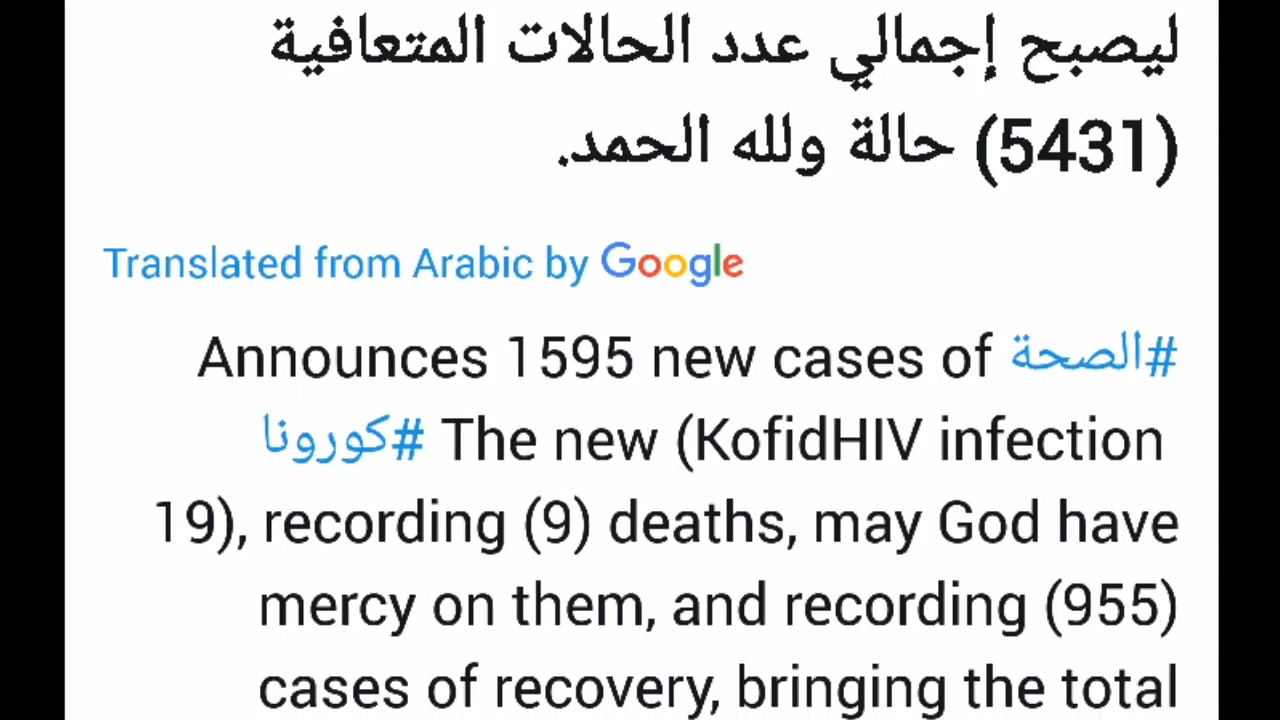 ليصبح إجمالي عدد الحالات المتعافية
(5431) حالة ولله الحمد.
Translated from Arabic by Google
Announces 1595 new cases of #الصحة
#كورونا The new (KofidHIV infection
19), recording (9) deaths, may God have
mercy on them, and recording (955)
cases of recovery, bringing the total